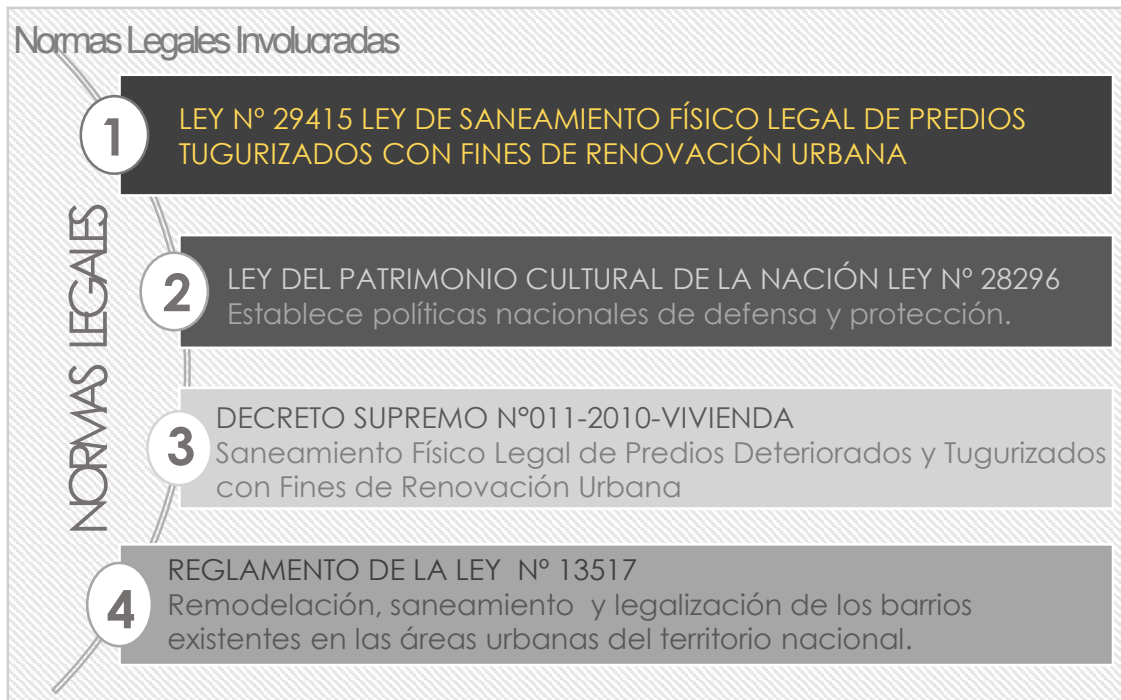 Normas Legales Involucradas
NORMAS LEGALES
1
LEY Nº 29415 LEY DE SANEAMIENTO FÍSICO LEGAL DE PREDIOS
TUGURIZADOS CON FINES DE RENOVACIÓN URBANA
2
LEY DEL PATRIMONIO CULTURAL DE LA NACIÓN LEY Nº 28296
Establece políticas nacionales de defensa y protección.
3
DECRETO SUPREMO N°011-2010-VIVIENDA
Saneamiento Físico Legal de Predios Deteriorados y Tugurizados
con Fines de Renovación Urbana
4
REGLAMENTO DE LA LEY Nº 13517
Remodelación, saneamiento y legalización de los barrios
existentes en las áreas urbanas del territorio nacional.